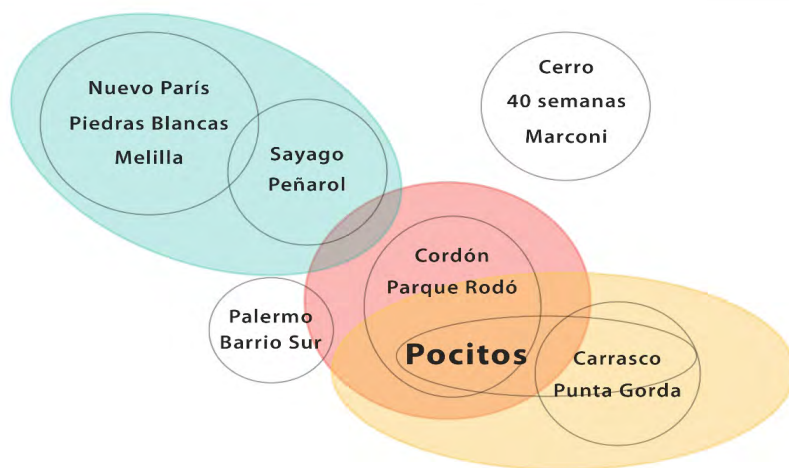 Nuevo París
Piedras Blancas
Melilla
Sayago
Peñarol
Cerro
40 semanas
Marconi
Cordón
Parque Rodó
Palermo
Barrio Sur
Pocitos
Carrasco
Punta Gorda